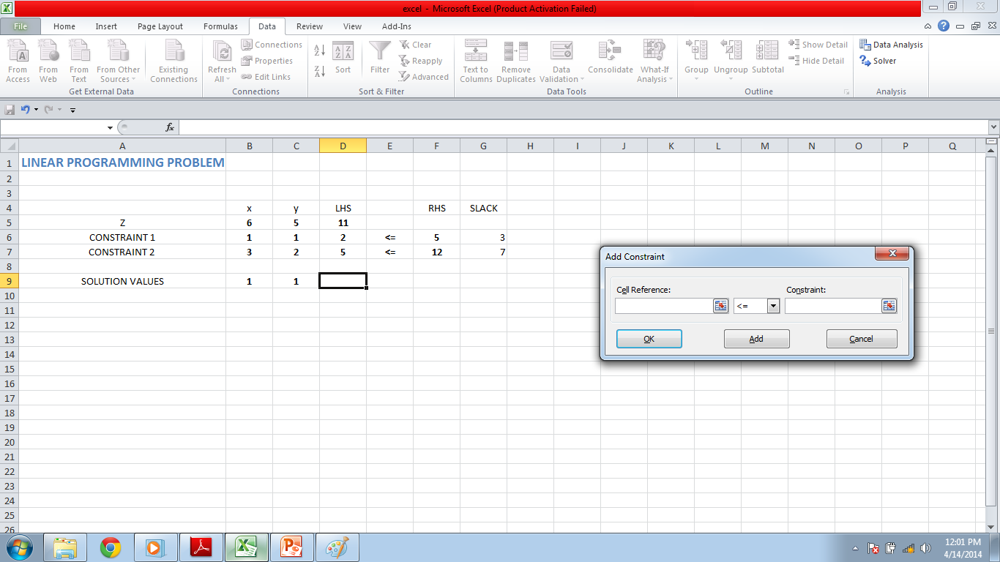 excel - Microsoft Excel (Product Activation Failed)
File Home Insert Page Layout Formulas Data Review View Add-Ins
From Access
From Web
From Text
From Other Sources
Existing Connections
Get External Data
Refresh All
Connections
Properties
Edit Links
Connections
Sort
Filter
Clear
Reapply
Advanced
Sort & Filter
Text to Columns
Remove Duplicates
Data Validation
Consolidate
What-If Analysis
Data Tools
Group
Ungroup
Subtotal
Show Detail
Hide Detail
Outline
Data Analysis
Solver
Analysis
fx
A B C D E F G H I J K L M N O P Q
1 LINEAR PROGRAMMING PROBLEM
2
3
4 x y LHS RHS SLACK
5 Z 6 5 11
6 CONSTRAINT 1 1 1 2 <= 5 3
7 CONSTRAINT 2 3 2 5 <= 12 7
8
9 SOLUTION VALUES 1 1
10
11
12
13
14
15
16
17
18
19
20
21
22
23
24
25
26
Add Constraint
Cell Reference: Constraint:
<=
OK Add Cancel
12:01 PM
4/14/2014